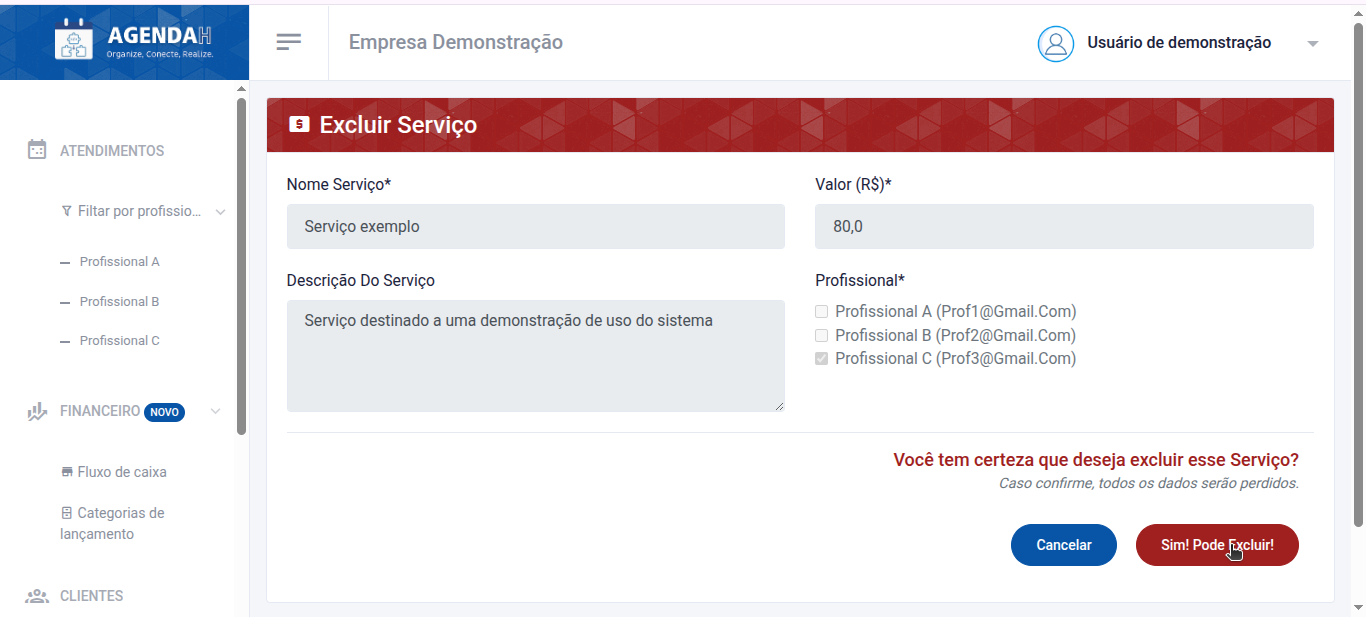 AGENDAH
Organize, Conecte, Realize.
Empresa Demonstração
Usuário de demonstração
ATENDIMENTOS
Filtar por profissio...
Profissional A
Profissional B
Profissional C
FINANCEIRO NOVO
Fluxo de caixa
Categorias de
lançamento
CLIENTES
$ Excluir Serviço
Nome Serviço*
Valor (R$)*
Serviço exemplo
80,0
Descrição Do Serviço
Profissional*
Serviço destinado a uma demonstração de uso do sistema
Profissional A (Prof1@Gmail.Com)
Profissional B (Prof2@Gmail.Com)
Profissional C (Prof3@Gmail.Com)
Você tem certeza que deseja excluir esse Serviço?
Caso confirme, todos os dados serão perdidos.
Cancelar
Sim! Pode Excluir!